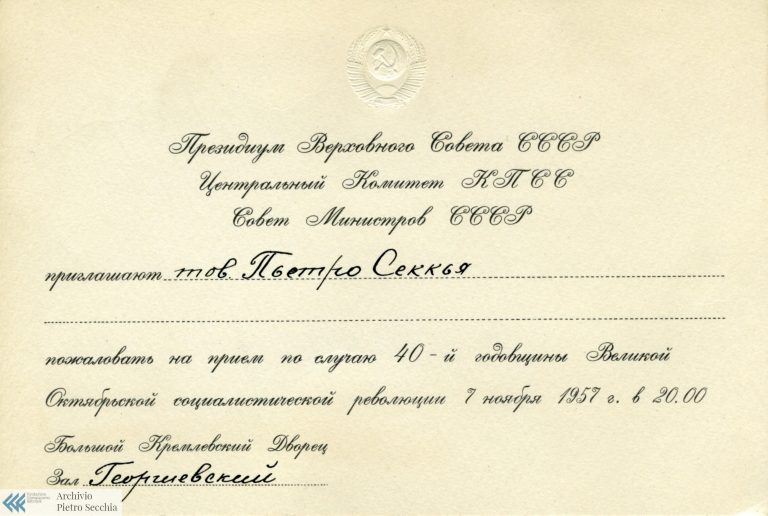 Президиум Верховного Совета СССР
Центральный Комитет КПСС
Совет Министров СССР
приглашают тов. Пьетро Секкья
пожаловать на прием по случаю 40-й годовщины Великой
Октябрьской социалистической революции 7 ноября 1957 г. в 20.00
Большой Кремлевский Дворец
Зал Георгиевский
Archivio
Pietro Secchia